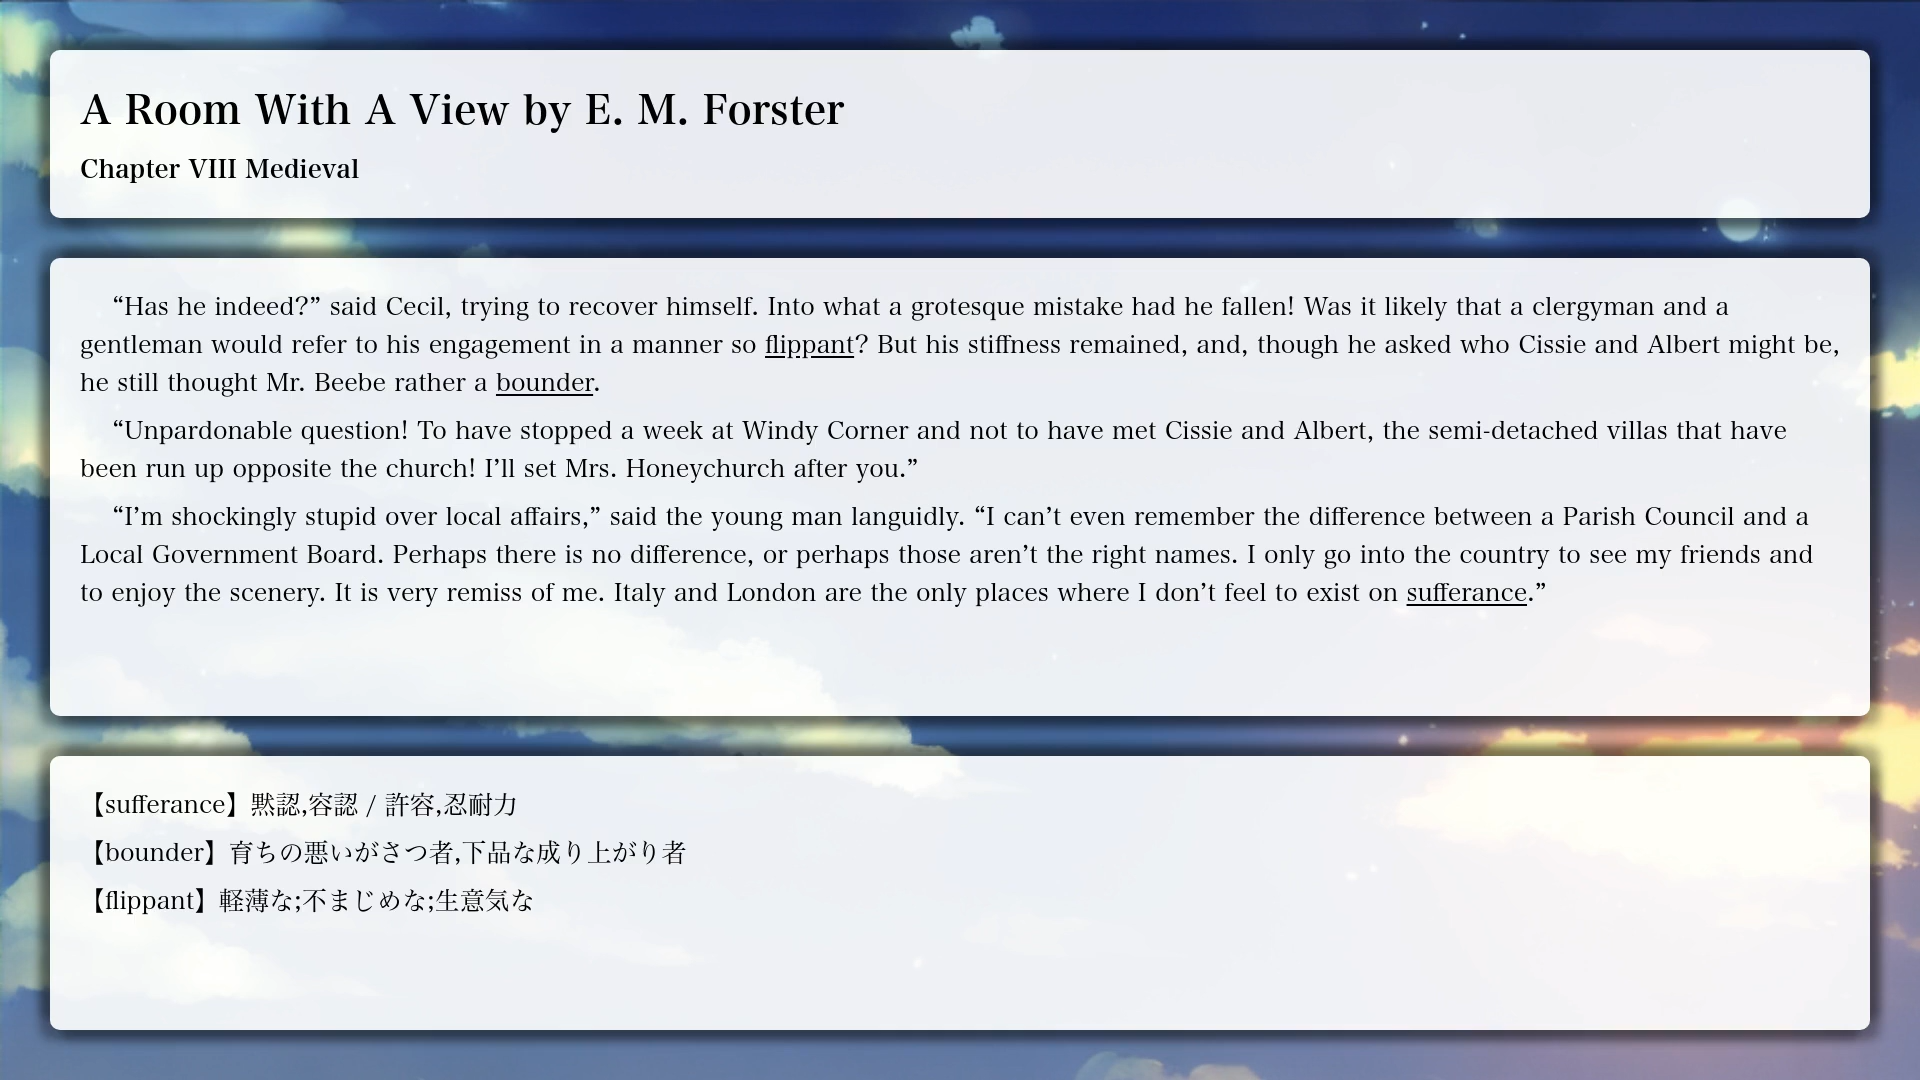 A Room With A View by E. M. Forster
Chapter VIII Medieval
“Has he indeed?” said Cecil, trying to recover himself. Into what a grotesque mistake had he fallen! Was it likely that a clergyman and a
gentleman would refer to his engagement in a manner so flippant? But his stiffness remained, and, though he asked who Cissie and Albert might be,
he still thought Mr. Beebe rather a bounder.
“Unpardonable question! To have stopped a week at Windy Corner and not to have met Cissie and Albert, the semi-detached villas that have
been run up opposite the church! I’ll set Mrs. Honeychurch after you.”
“I’m shockingly stupid over local affairs,” said the young man languidly. “I can’t even remember the difference between a Parish Council and a
Local Government Board. Perhaps there is no difference, or perhaps those aren’t the right names. I only go into the country to see my friends and
to enjoy the scenery. It is very remiss of me. Italy and London are the only places where I don’t feel to exist on sufferance.”
【sufferance】黙認,容認 / 許容,忍耐力
【bounder】育ちの悪いがさつ者,下品な成り上がり者
【flippant】軽薄な;不まじめな;生意気な